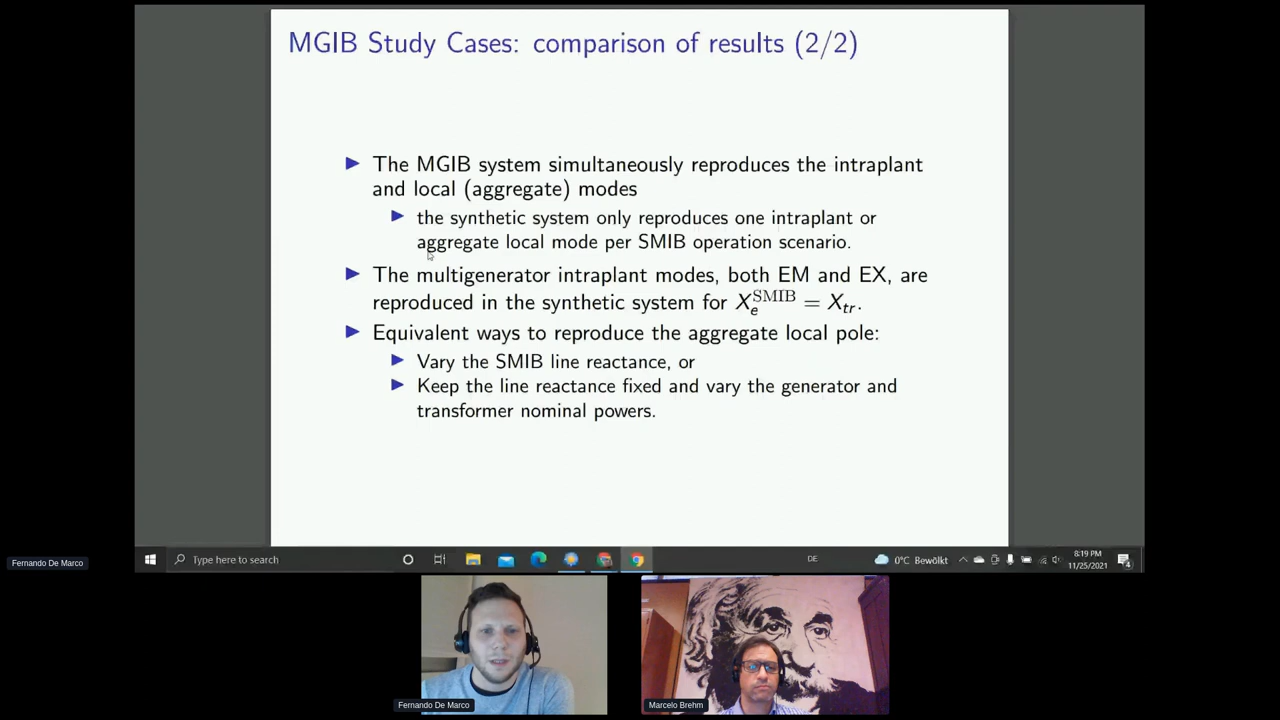 MGIB Study Cases: comparison of results (2/2)
The MGIB system simultaneously reproduces the intraplant
and local (aggregate) modes
the synthetic system only reproduces one intraplant or
aggregate local mode per SMIB operation scenario.
The multigenerator intraplant modes, both EM and EX, are
reproduced in the synthetic system for X_e^SMIB = X_tr.
Equivalent ways to reproduce the aggregate local pole:
Vary the SMIB line reactance, or
Keep the line reactance fixed and vary the generator and
transformer nominal powers.
Type here to search
DE
0°C Bewölkt
8:19 PM
11/25/2021
4
Fernando De Marco
Fernando De Marco
Marcelo Brehm